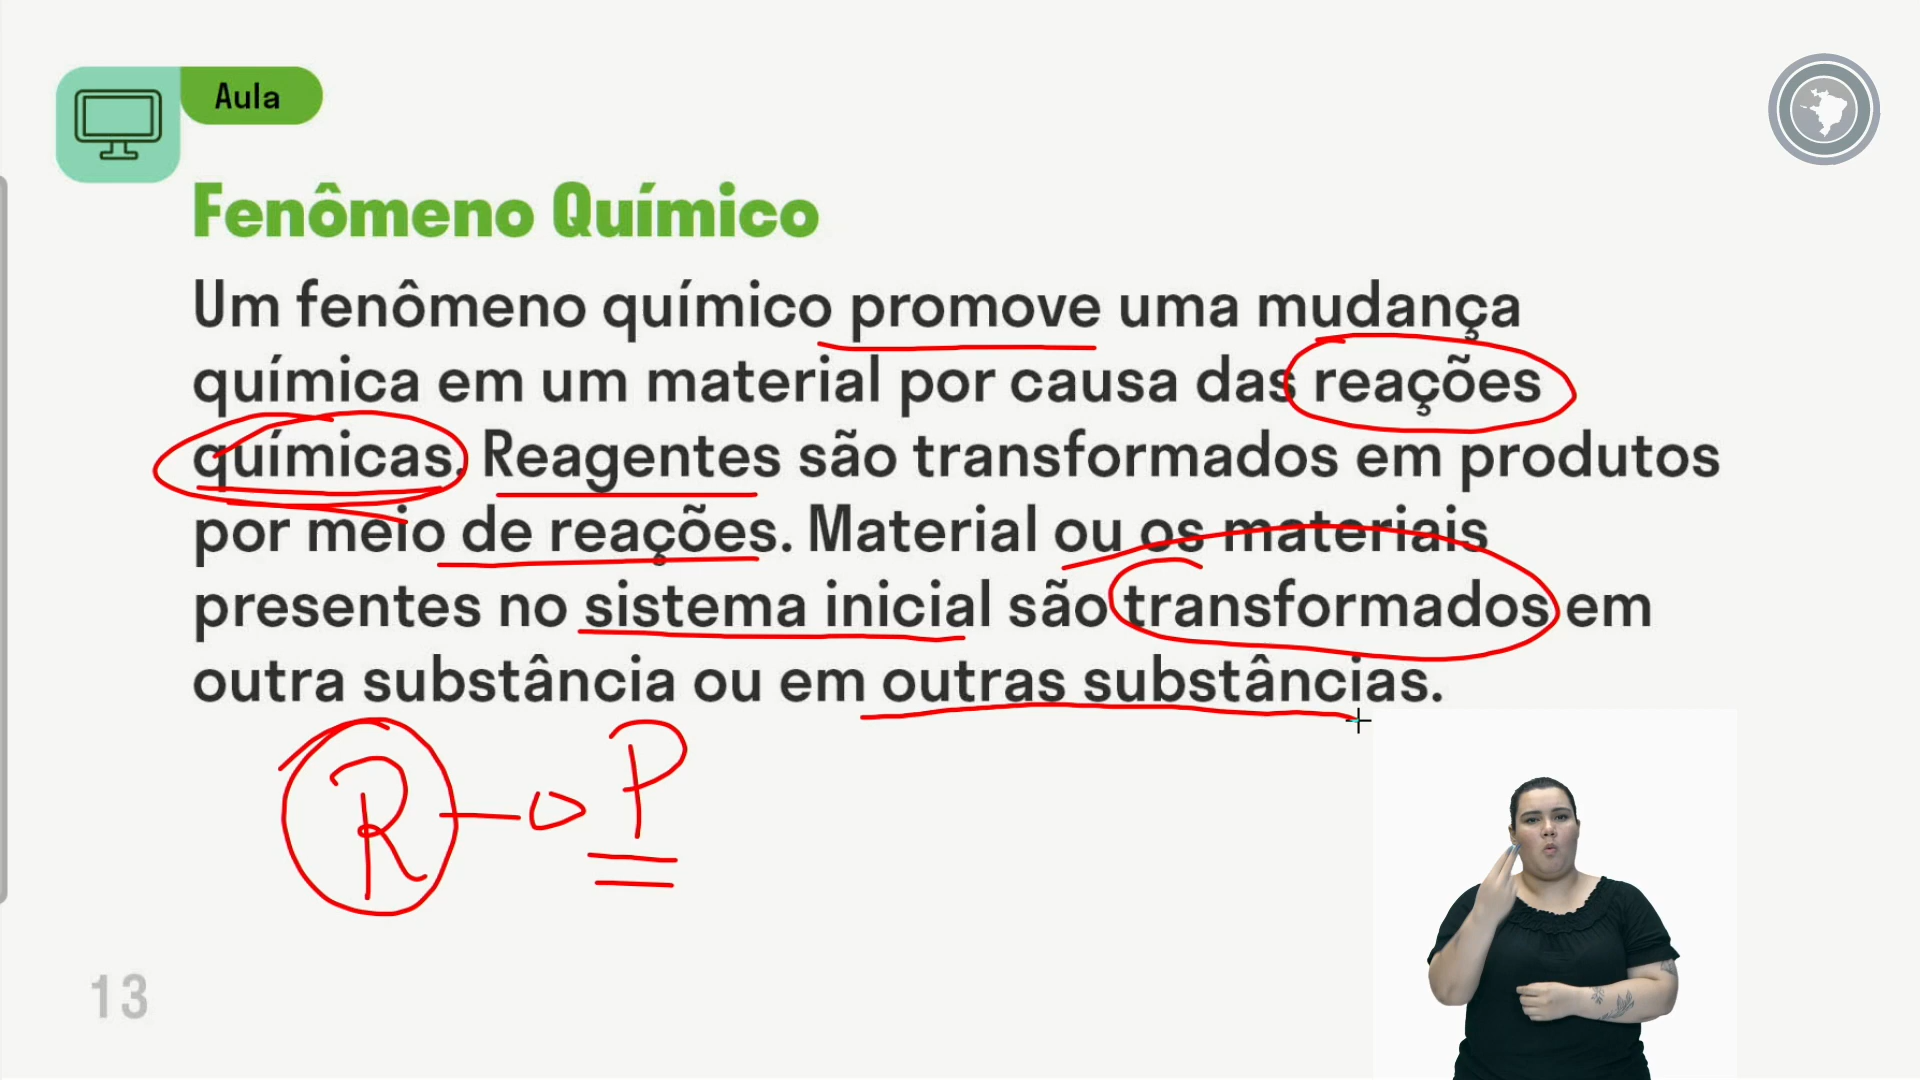 Aula
Fenômeno Químico
Um fenômeno químico promove uma mudança
química em um material por causa das reações
químicas. Reagentes são transformados em produtos
por meio de reações. Material ou os materiais
presentes no sistema inicial são transformados em
outra substância ou em outras substâncias.
R → P
13